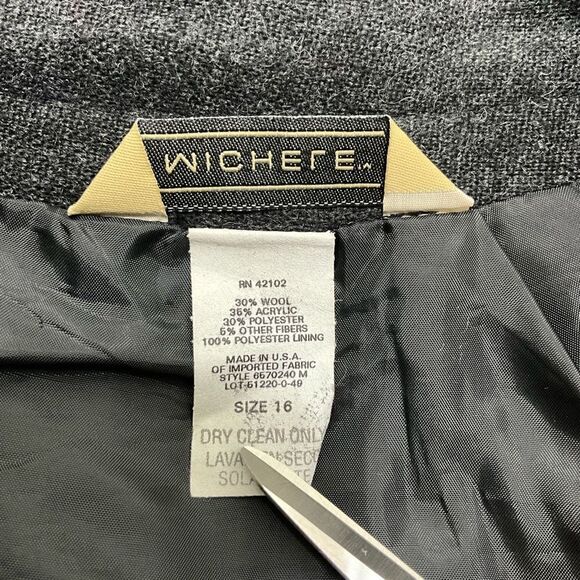 WICHERE
RN 42102
30% WOOL
35% ACRYLIC
30% POLYESTER
5% OTHER FIBERS
100% POLYESTER LINING
MADE IN U.S.A.
OF IMPORTED FABRIC
STYLE 6570240 M
LOT-61220-0-49
SIZE 16
DRY CLEAN ONLY